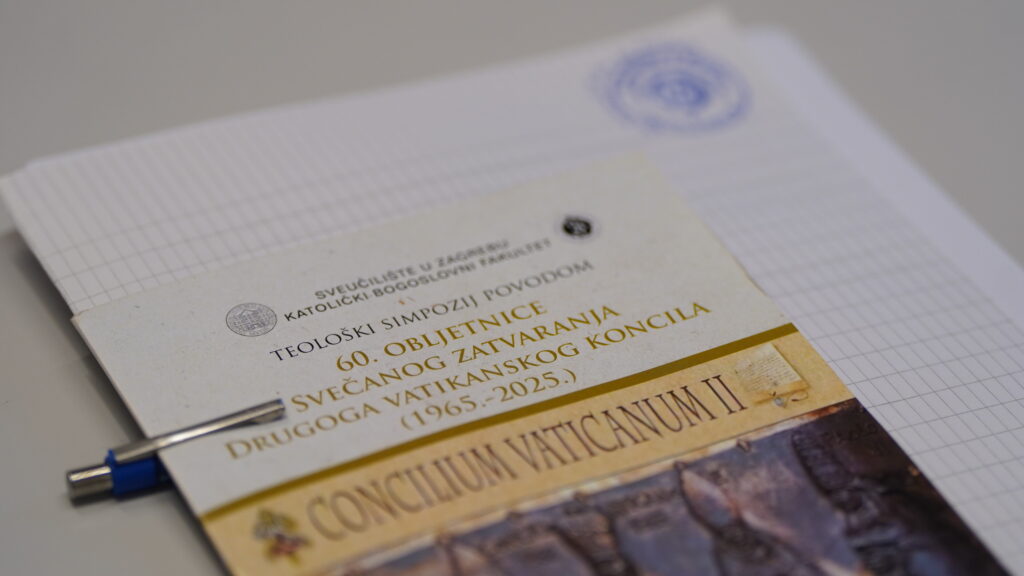 SVEUČILIŠTE U ZAGREBU
KATOLIČKI BOGOSLOVNI FAKULTET
TEOLOŠKI SIMPOZIJ POVODOM
60. OBLJETNICE
SVEČANOG ZATVARANJA
DRUGOGA VATIKANSKOG KONCILA
(1965.-2025.)
CONCILIUM VATICANUM II